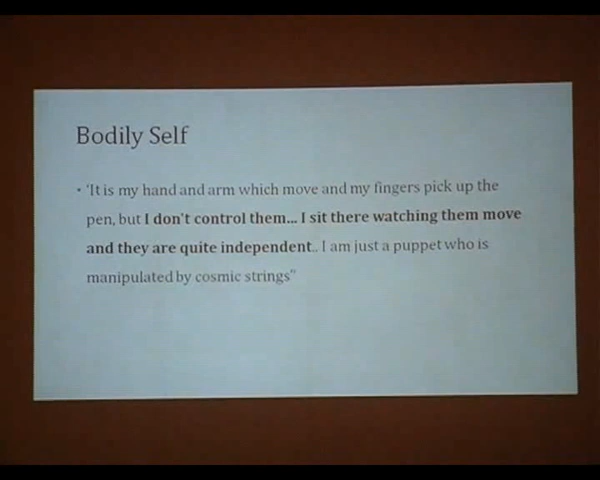 Bodily Self
• 'It is my hand and arm which move and my fingers pick up the
pen, but I don't control them... I sit there watching them move
and they are quite independent.. I am just a puppet who is
manipulated by cosmic strings"